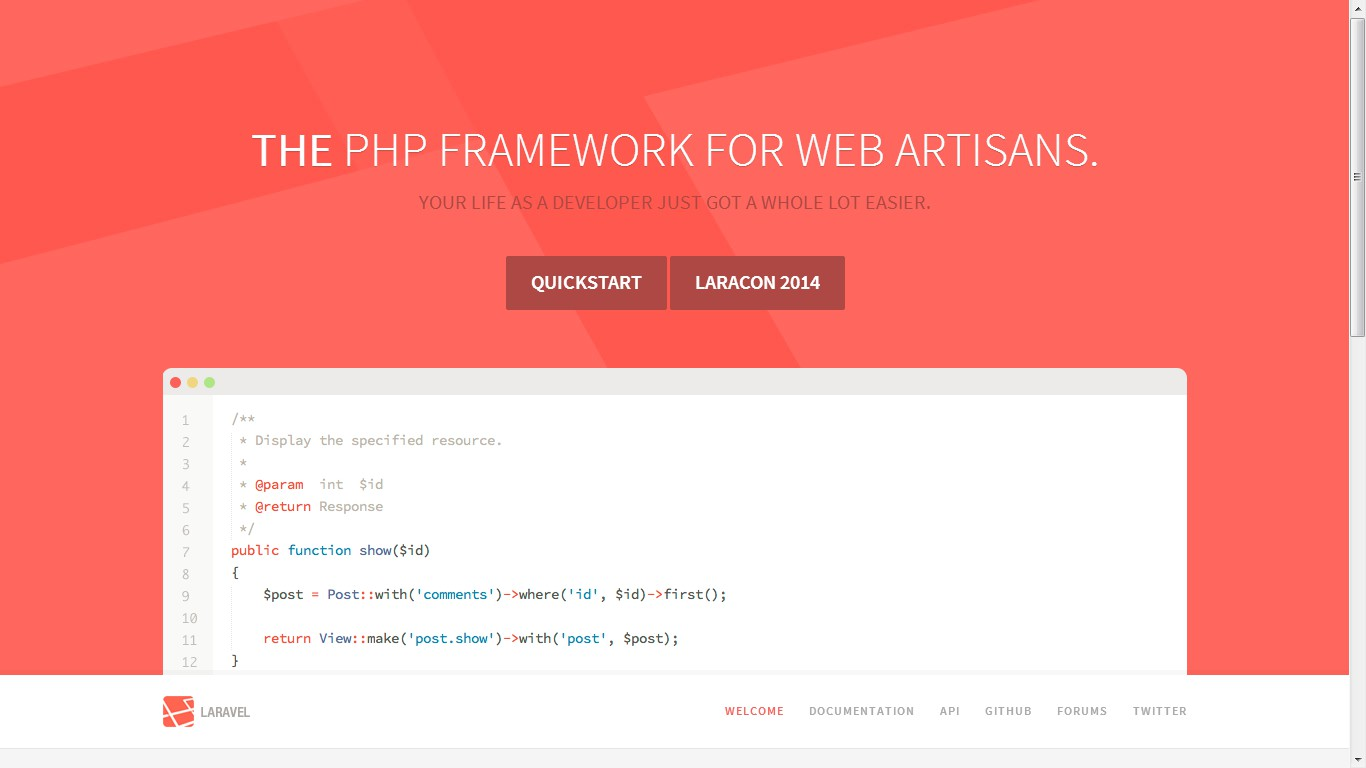 THE PHP FRAMEWORK FOR WEB ARTISANS.
YOUR LIFE AS A DEVELOPER JUST GOT A WHOLE LOT EASIER.
QUICKSTART LARACON 2014
1 /**
2  * Display the specified resource.
3  *
4  * @param  int  $id
5  * @return Response
6  */
7 public function show($id)
8 {
9     $post = Post::with('comments')->where('id', $id)->first();
10
11     return View::make('post.show')->with('post', $post);
12 }
LARAVEL WELCOME DOCUMENTATION API GITHUB FORUMS TWITTER